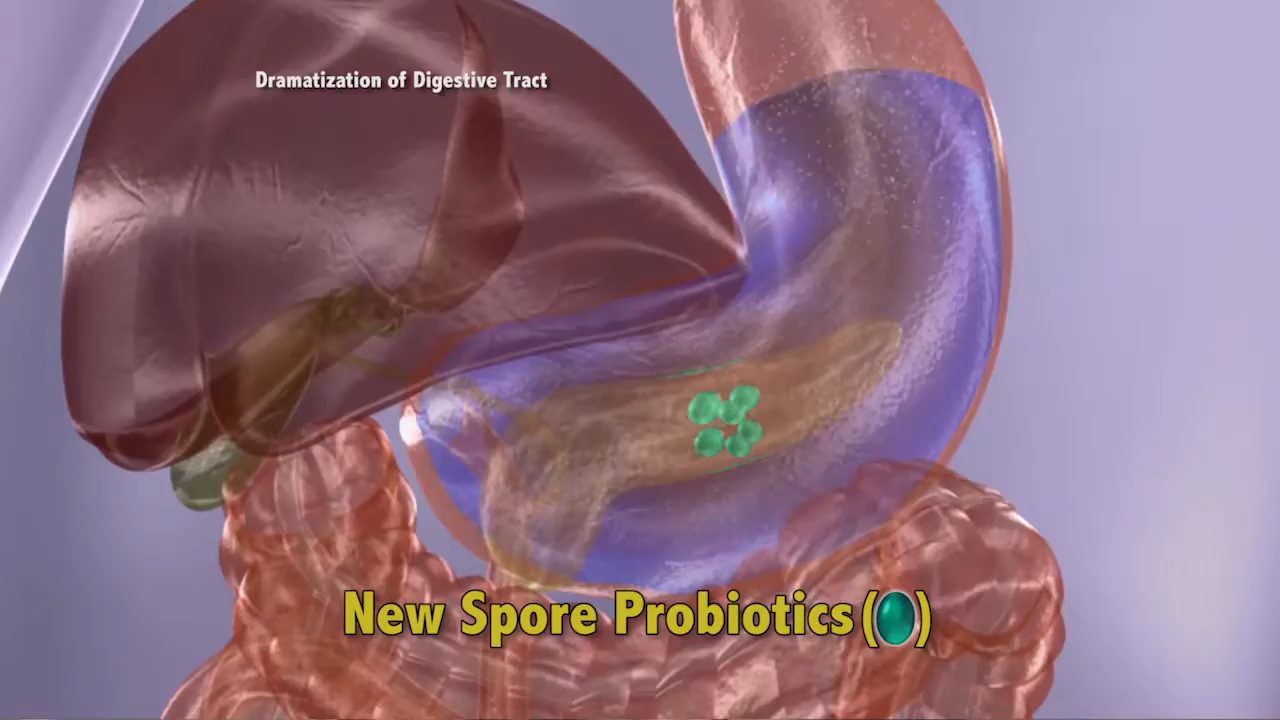 Dramatization of Digestive Tract
New Spore Probiotics ( )